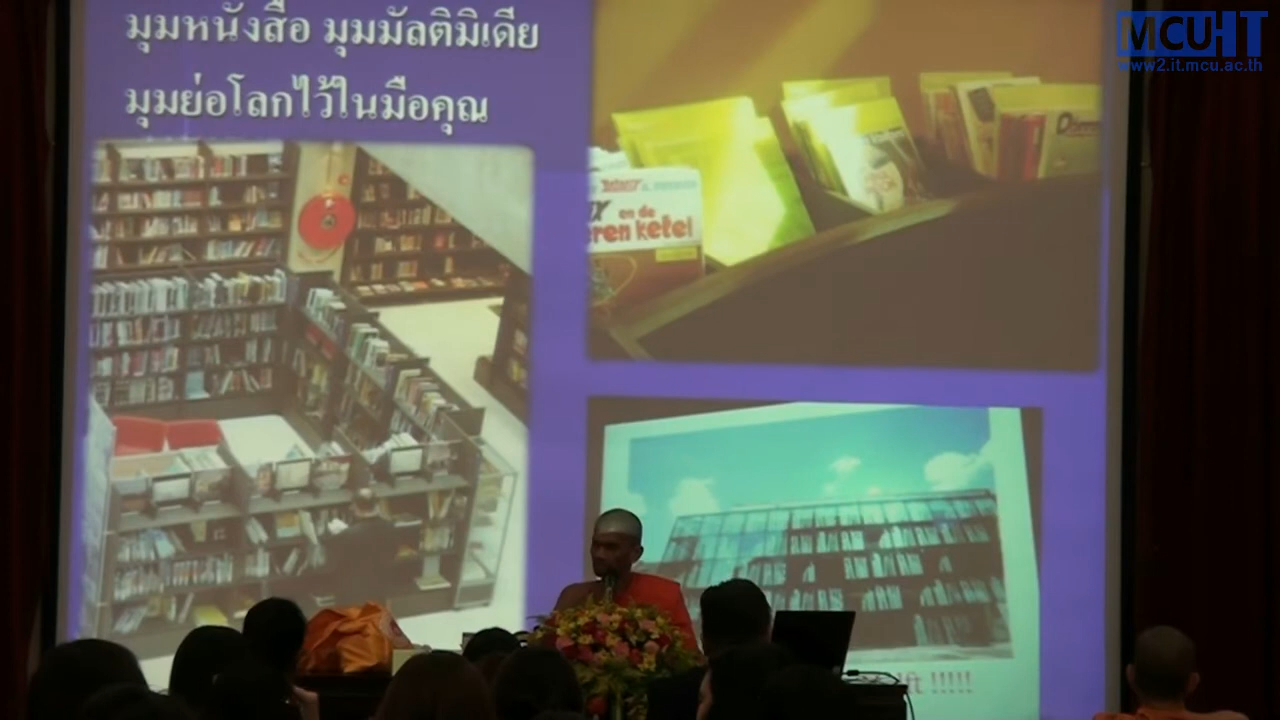 มุมหนังสือ มุมมัลติมิเดีย
มุมย่อโลกไว้ในมือคุณ
MCU IT
www2.it.mcu.ac.th
en de
ren ketel
!!!!!